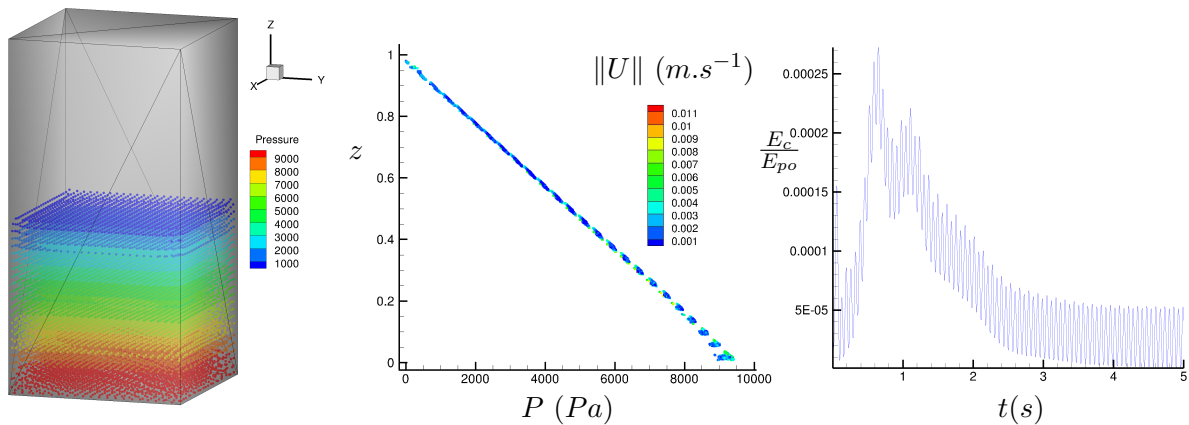 Z
X
Y
Pressure
9000
8000
7000
6000
5000
4000
3000
2000
1000
z
1
0.8
0.6
0.4
0.2
0
0 2000 4000 6000 8000 10000
P (Pa)
‖U‖ (m.s⁻¹)
0.011
0.01
0.009
0.008
0.007
0.006
0.005
0.004
0.003
0.002
0.001
E_c
E_{po}
0.00025
0.0002
0.00015
0.0001
5E-05
1 2 3 4 5
t(s)